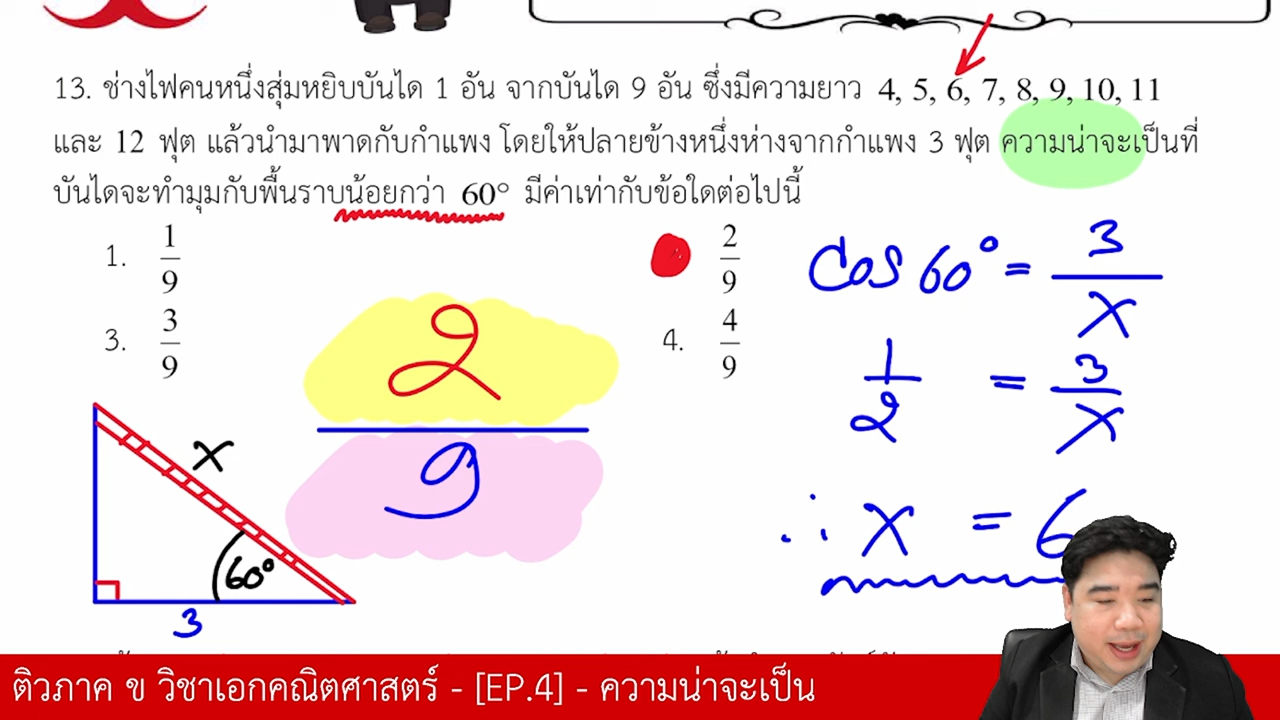 13. ช่างไฟคนหนึ่งสุ่มหยิบบันได 1 อัน จากบันได 9 อัน ซึ่งมีความยาว 4, 5, 6, 7, 8, 9, 10, 11
และ 12 ฟุต แล้วนำมาพาดกับกำแพง โดยให้ปลายข้างหนึ่งห่างจากกำแพง 3 ฟุต ความน่าจะเป็นที่
บันไดจะทำมุมกับพื้นราบน้อยกว่า 60° มีค่าเท่ากับข้อใดต่อไปนี้
1. 1/9
2/9
3. 3/9
4. 4/9
2/9
cos 60° = 3/x
1/2 = 3/x
∴ x = 6
x
60°
3
ติวภาค ข วิชาเอกคณิตศาสตร์ - [EP.4] - ความน่าจะเป็น